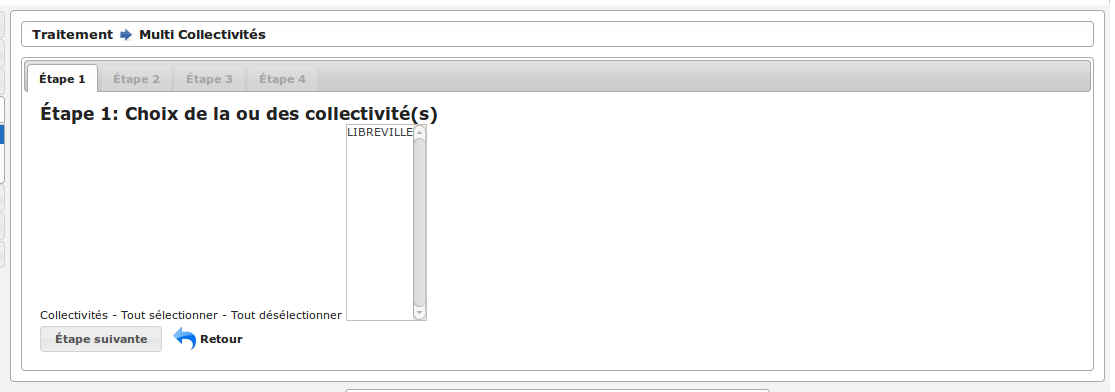 Traitement Multi Collectivités
Étape 1 Étape 2 Étape 3 Étape 4
Étape 1: Choix de la ou des collectivité(s)
LIBREVILLE
Collectivités - Tout sélectionner - Tout désélectionner
Étape suivante Retour